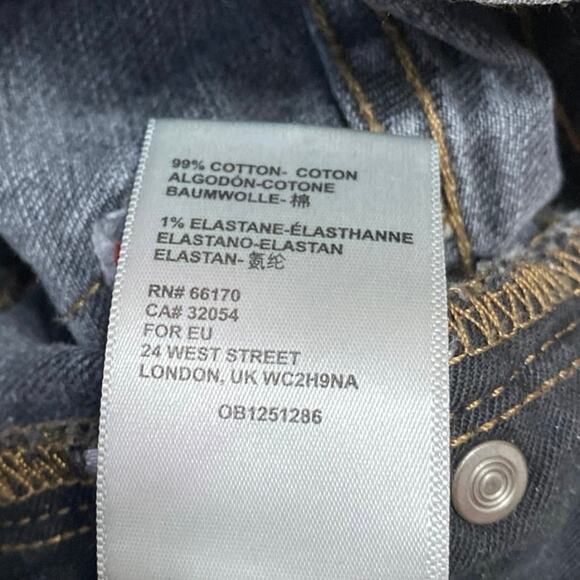 99% COTTON- COTON
ALGODÓN-COTONE
BAUMWOLLE- 棉
1% ELASTANE-ÉLASTHANNE
ELASTANO-ELASTAN
ELASTAN- 氨纶
RN# 66170
CA# 32054
FOR EU
24 WEST STREET
LONDON, UK WC2H9NA
OB1251286